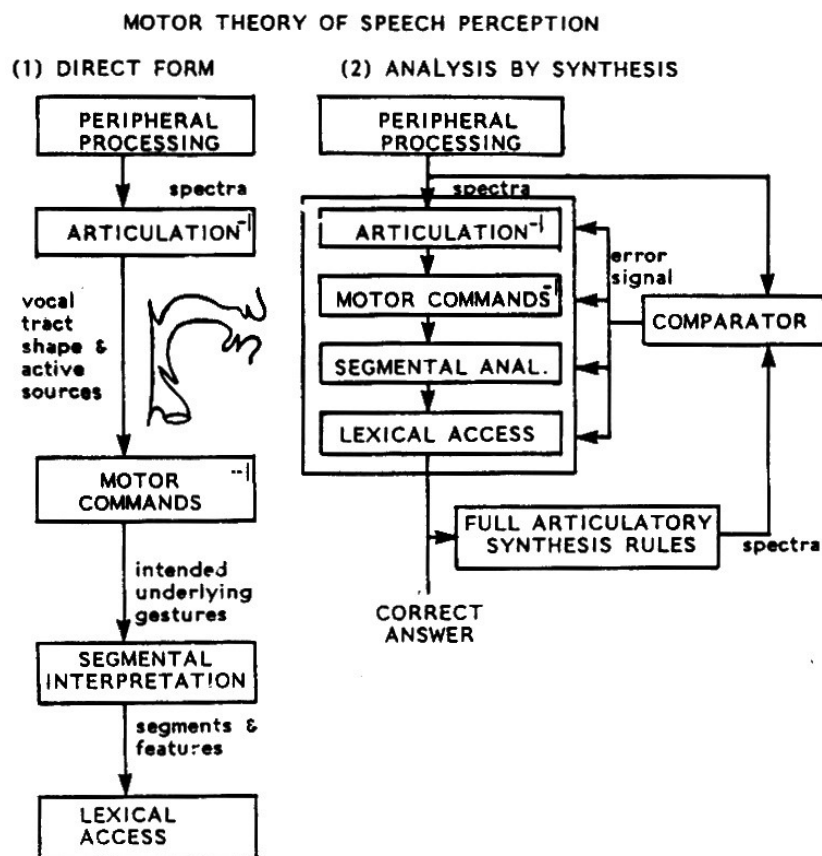 MOTOR THEORY OF SPEECH PERCEPTION
(1) DIRECT FORM
PERIPHERAL
PROCESSING
spectra
ARTICULATION⁻¹
vocal
tract
shape &
active
sources
MOTOR
COMMANDS⁻¹
intended
underlying
gestures
SEGMENTAL
INTERPRETATION
segments &
features
LEXICAL
ACCESS
(2) ANALYSIS BY SYNTHESIS
PERIPHERAL
PROCESSING
spectra
ARTICULATION⁻¹
MOTOR COMMANDS⁻¹
SEGMENTAL ANAL.
LEXICAL ACCESS
error
signal
COMPARATOR
FULL ARTICULATORY
SYNTHESIS RULES
spectra
CORRECT
ANSWER